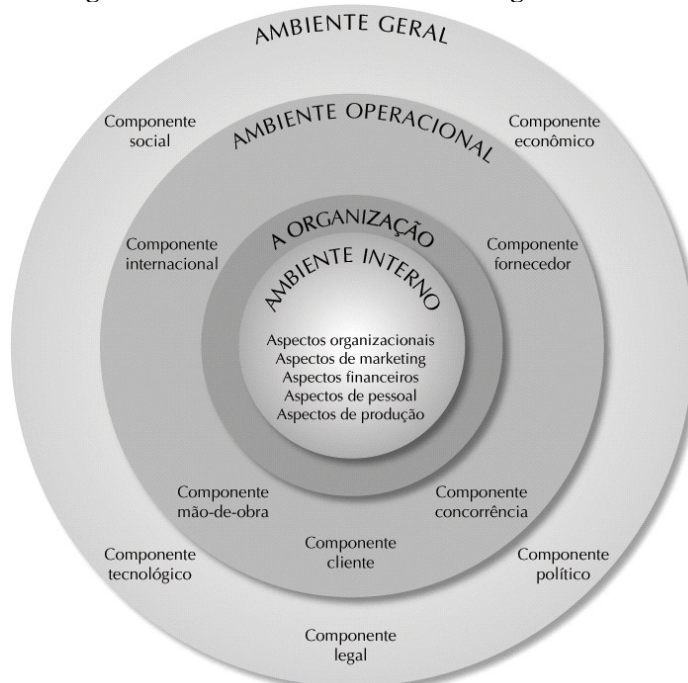 AMBIENTE GERAL
Componente
social
Componente
econômico
AMBIENTE OPERACIONAL
Componente
internacional
Componente
fornecedor
A ORGANIZAÇÃO
AMBIENTE INTERNO
Aspectos organizacionais
Aspectos de marketing
Aspectos financeiros
Aspectos de pessoal
Aspectos de produção
Componente
mão-de-obra
Componente
concorrência
Componente
cliente
Componente
tecnológico
Componente
político
Componente
legal